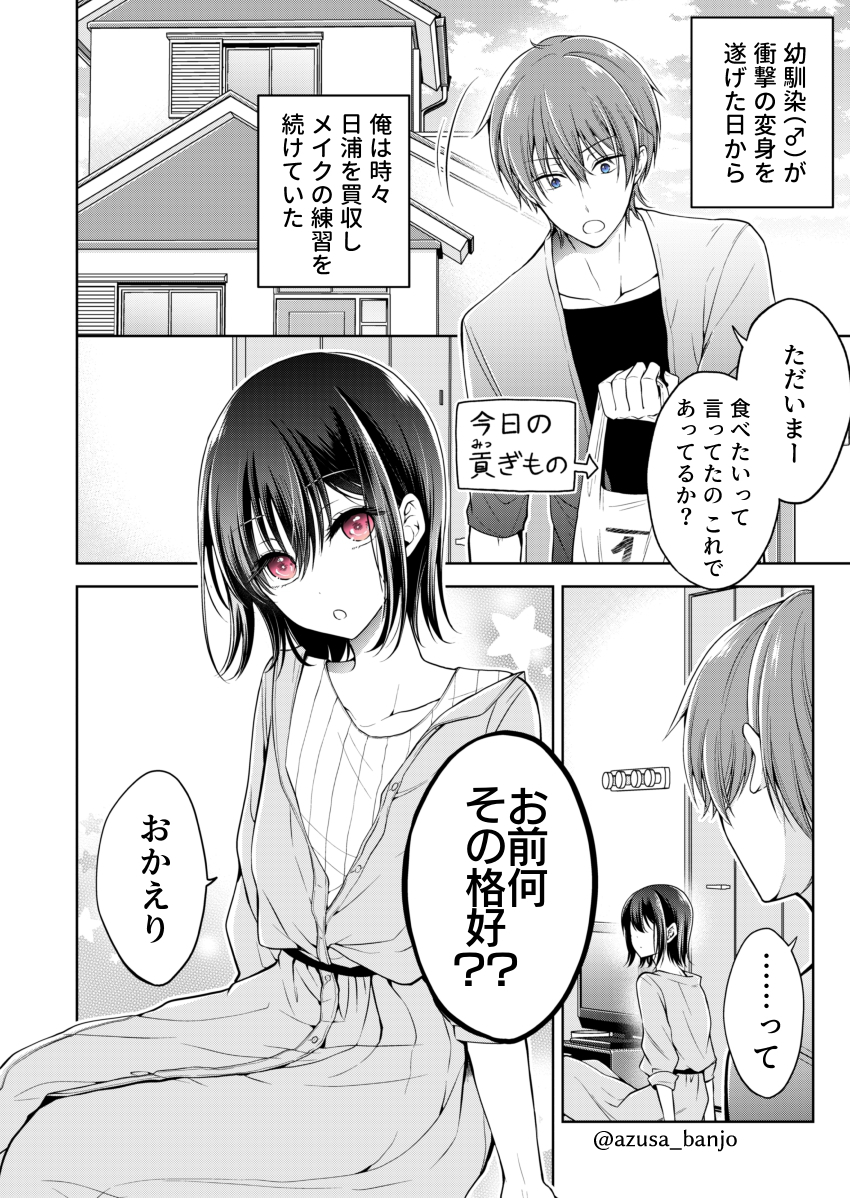 幼馴染(♂)が
衝撃の変身を
遂げた日から
俺は時々
日浦を買収し
メイクの練習を
続けていた
ただいまー
食べたいって
言ってたの これで
あってるか?
今日の
貢ぎもの→
みつ
1
……って
お前何
その格好??
おかえり
@azusa_banjo